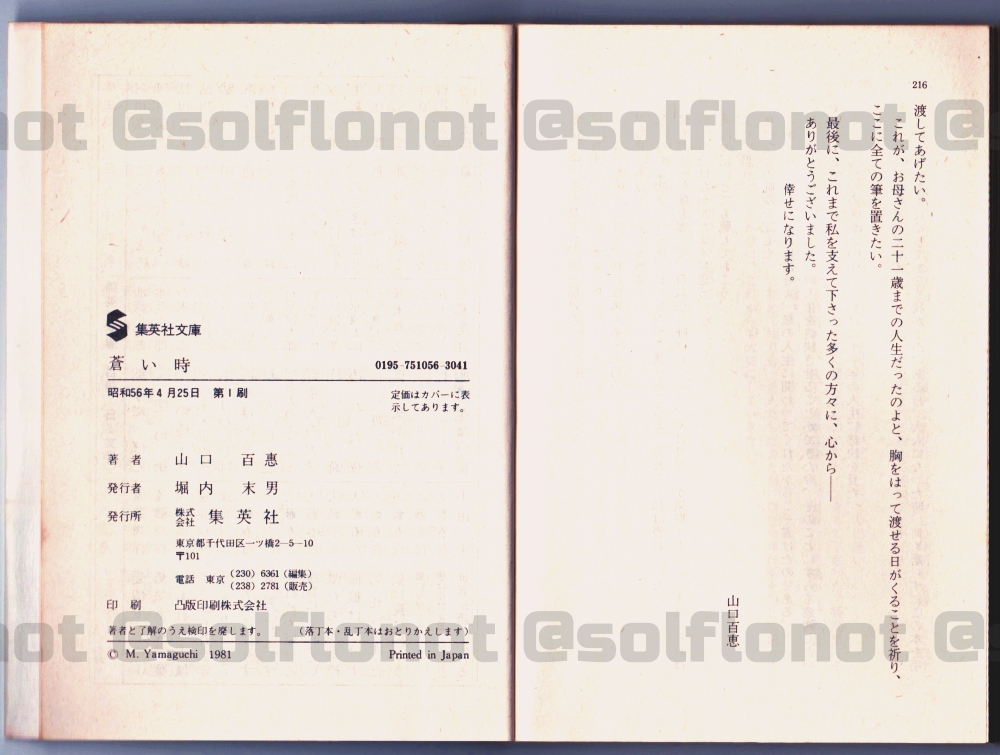 216
渡してあげたい。
これが、お母さんの二十一歳までの人生だったのよと、胸をはって渡せる日がくることを祈り、
ここに全ての筆を置きたい。
最後に、これまで私を支えて下さった多くの方々に、心から――
ありがとうございました。
倖せになります。
山口百恵
集英社文庫
蒼い時 0195-751056-3041
昭和56年4月25日 第1刷
定価はカバーに表
示してあります。
著者 山口 百惠
発行者 堀内 末男
発行所 株式会社 集英社
東京都千代田区一ツ橋2—5—10
〒101
電話 東京 (230) 6361 (編集)
(238) 2781 (販売)
印刷 凸版印刷株式会社
著者と了解のうえ検印を廃します。 (落丁本・乱丁本はおとりかえします)
© M. Yamaguchi 1981 Printed in Japan
not @solflonot @solflonot @
not @solflonot @solflonot @